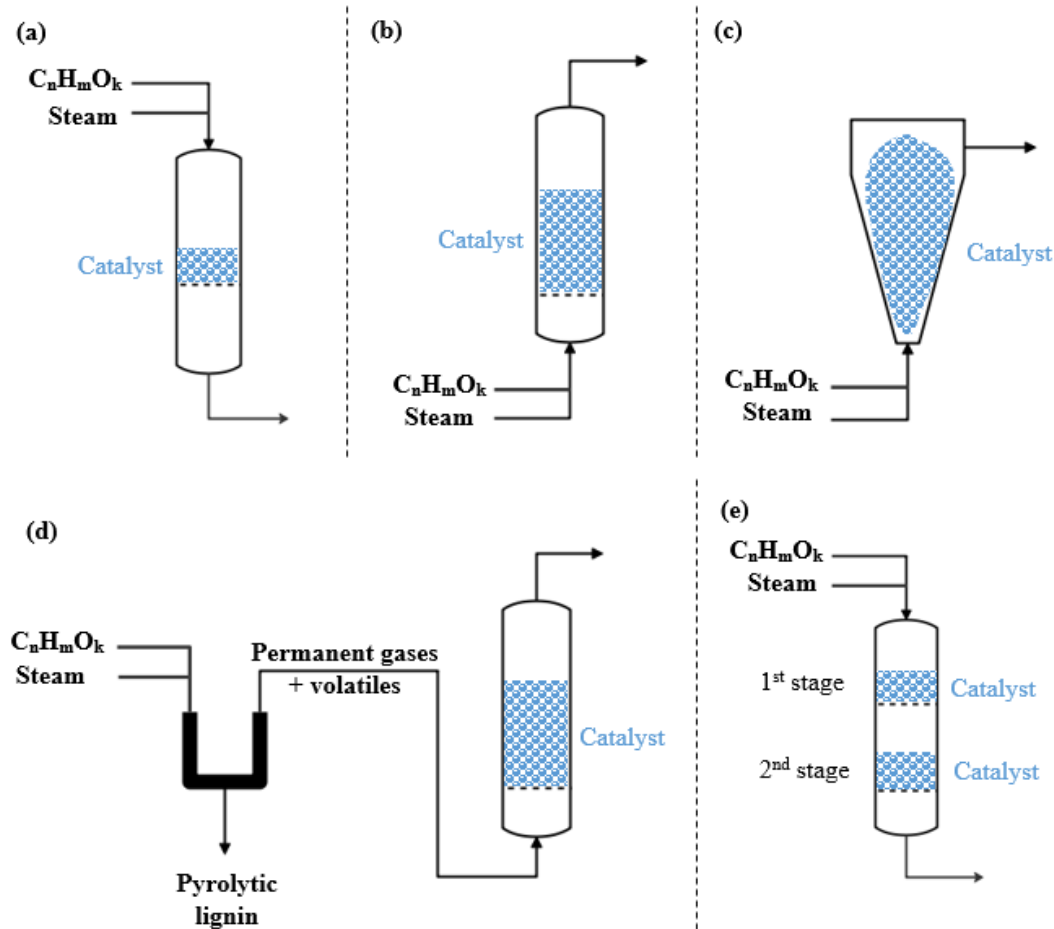 (a)
CₙHₘOₖ
Steam
Catalyst
(b)
Catalyst
CₙHₘOₖ
Steam
(c)
Catalyst
CₙHₘOₖ
Steam
(d)
CₙHₘOₖ
Steam
Permanent gases
+ volatiles
Catalyst
Pyrolytic
lignin
(e)
CₙHₘOₖ
Steam
1ˢᵗ stage
Catalyst
2ⁿᵈ stage
Catalyst